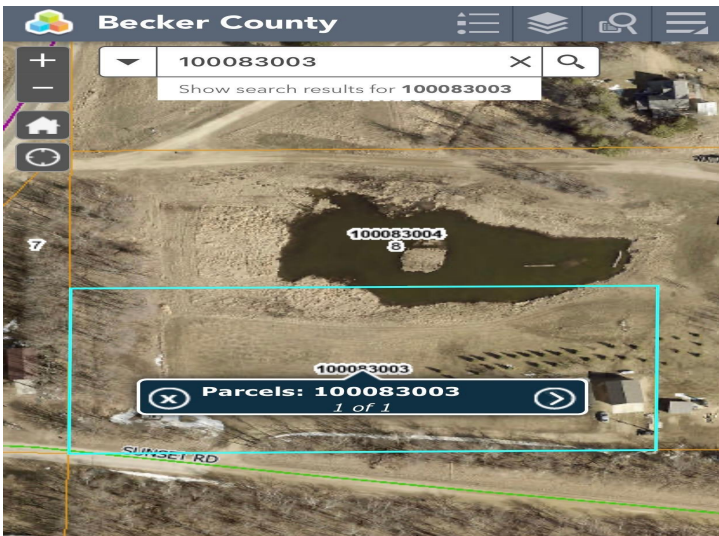 Becker County
100083003
Show search results for 100083003
100083004
8
7
100083003
Parcels: 100083003
1 of 1
SUNSET RD